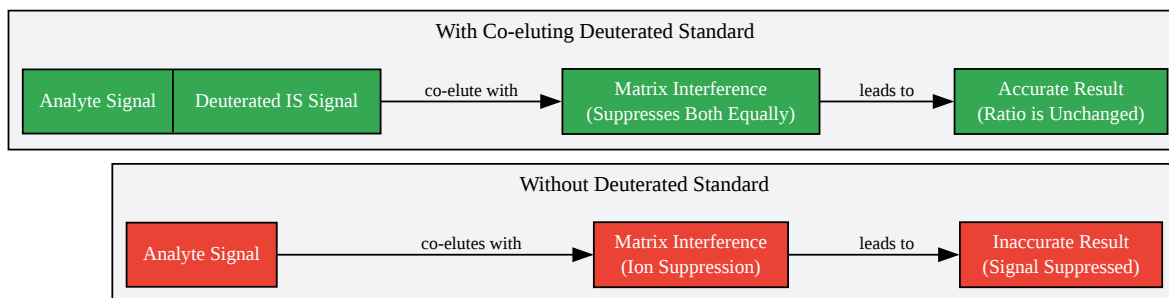 With Co-eluting Deuterated Standard
Analyte Signal
Deuterated IS Signal
co-elute with
Matrix Interference
(Suppresses Both Equally)
leads to
Accurate Result
(Ratio is Unchanged)
Without Deuterated Standard
Analyte Signal
co-elutes with
Matrix Interference
(Ion Suppression)
leads to
Inaccurate Result
(Signal Suppressed)